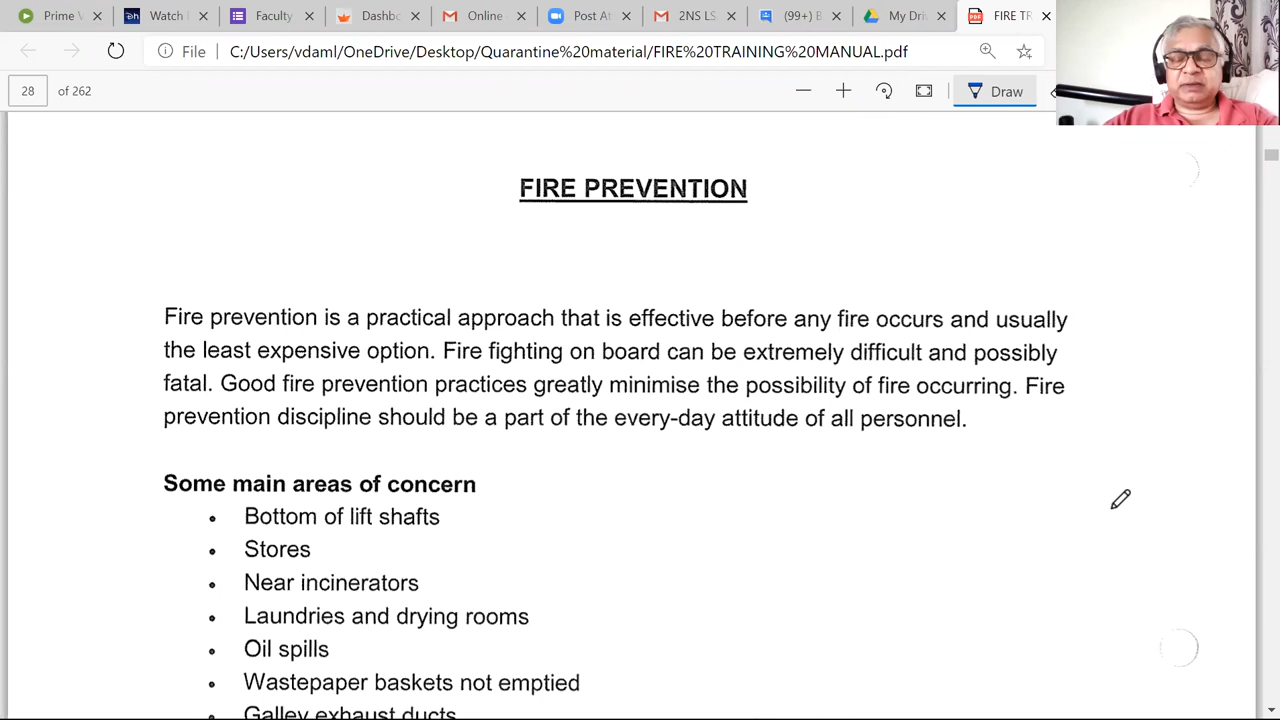 Prime V
Watch I
Faculty
Dashbo
Online -
Post At
2NS S
(99+) B
My Driv
FIRE TR
File
C:/Users/vdaml/OneDrive/Desktop/Quarantine%20material/FIRE%20TRAINING%20MANUAL.pdf
28 of 262
Draw
FIRE PREVENTION
Fire prevention is a practical approach that is effective before any fire occurs and usually
the least expensive option. Fire fighting on board can be extremely difficult and possibly
fatal. Good fire prevention practices greatly minimise the possibility of fire occurring. Fire
prevention discipline should be a part of the every-day attitude of all personnel.
Some main areas of concern
• Bottom of lift shafts
• Stores
• Near incinerators
• Laundries and drying rooms
• Oil spills
• Wastepaper baskets not emptied
• Galley exhaust ducts